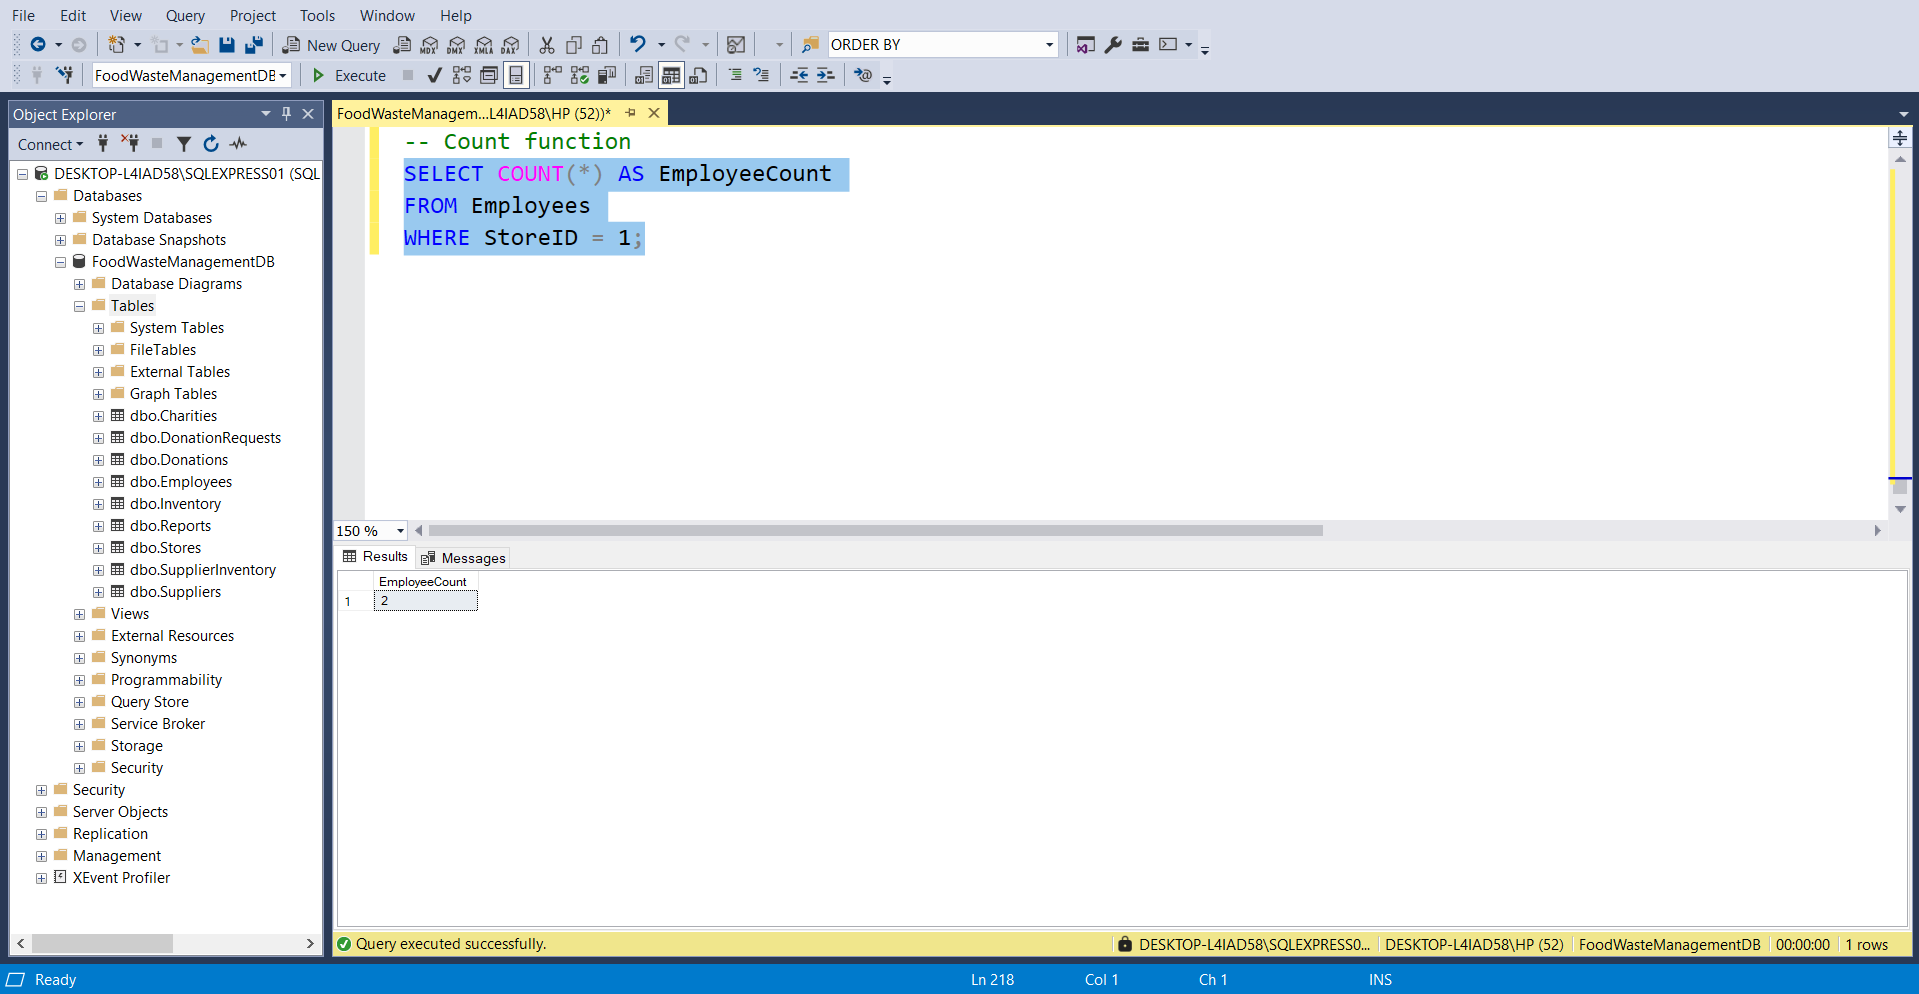 File Edit View Query Project Tools Window Help
New Query MDX DMX XMLA DAX ORDER BY
FoodWasteManagementDB Execute
Object Explorer
Connect
DESKTOP-L4IAD58\SQLEXPRESS01 (SQL
Databases
System Databases
Database Snapshots
FoodWasteManagementDB
Database Diagrams
Tables
System Tables
FileTables
External Tables
Graph Tables
dbo.Charities
dbo.DonationRequests
dbo.Donations
dbo.Employees
dbo.Inventory
dbo.Reports
dbo.Stores
dbo.SupplierInventory
dbo.Suppliers
Views
External Resources
Synonyms
Programmability
Query Store
Service Broker
Storage
Security
Security
Server Objects
Replication
Management
XEvent Profiler
FoodWasteManagem...L4IAD58\HP (52))*
-- Count function
SELECT COUNT(*) AS EmployeeCount
FROM Employees
WHERE StoreID = 1;
150 %
Results Messages
EmployeeCount
1 2
Query executed successfully. DESKTOP-L4IAD58\SQLEXPRESS0... DESKTOP-L4IAD58\HP (52) FoodWasteManagementDB 00:00:00 1 rows
Ready Ln 218 Col 1 Ch 1 INS